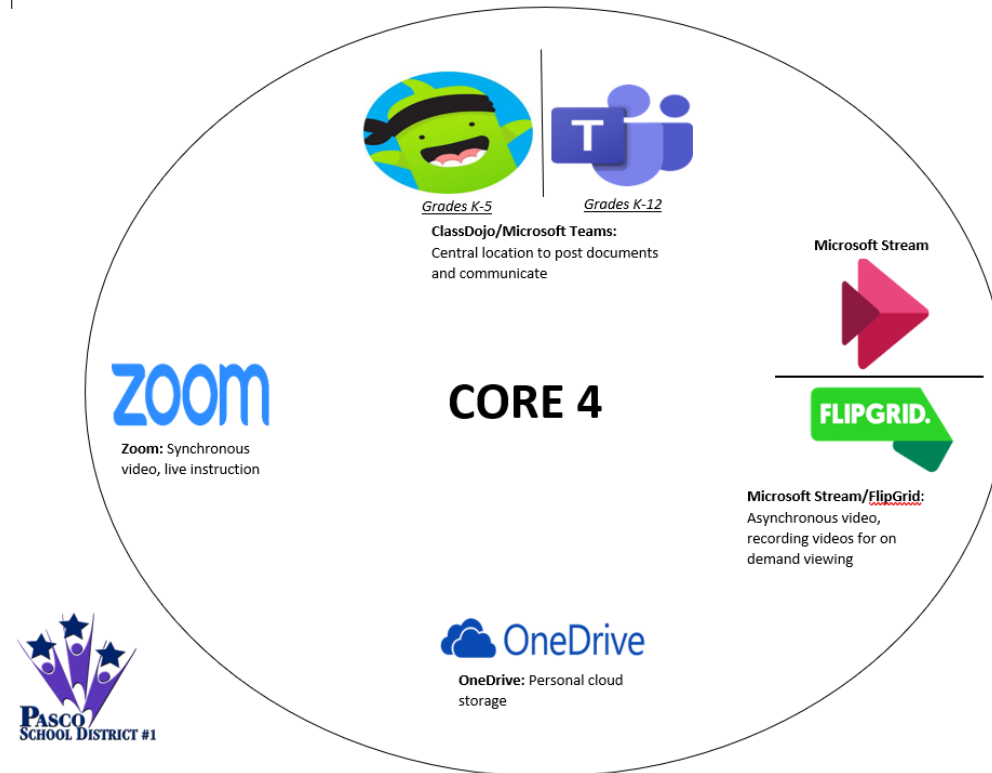 T
Grades K-5
Grades K-12
ClassDojo/Microsoft Teams:
Central location to post documents
and communicate
Microsoft Stream
FLIPGRID.
Microsoft Stream/FlipGrid:
Asynchronous video,
recording videos for on
demand viewing
zoom
Zoom: Synchronous
video, live instruction
CORE 4
OneDrive
OneDrive: Personal cloud
storage
PASCO
SCHOOL DISTRICT #1